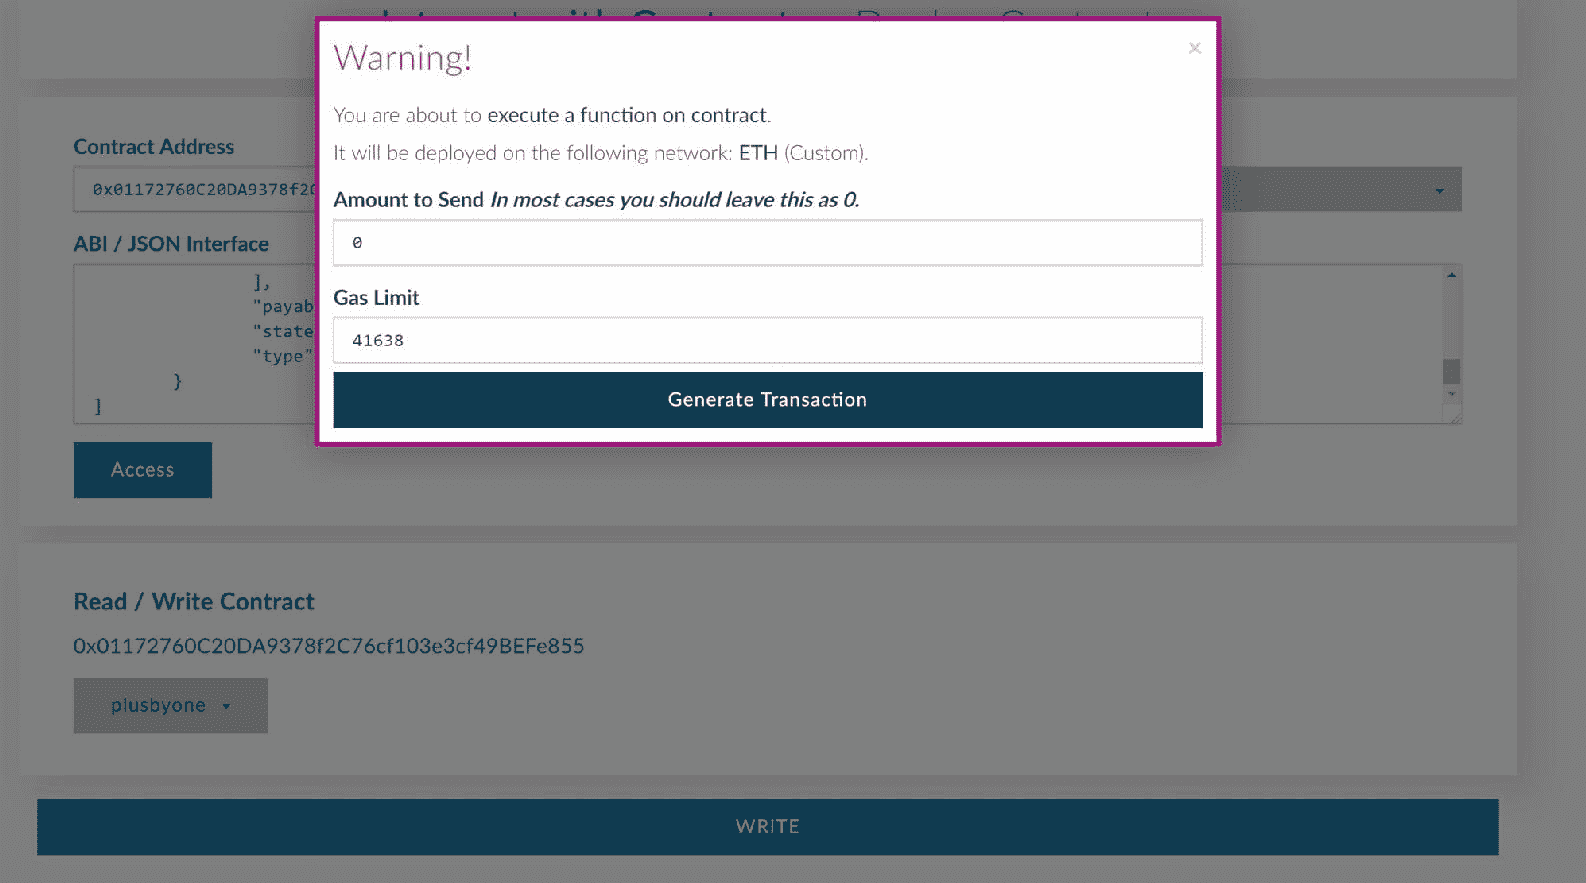 Warning!
×
You are about to execute a function on contract.
It will be deployed on the following network: ETH (Custom).
Amount to Send In most cases you should leave this as 0.
0
Gas Limit
41638
Generate Transaction
Contract Address
0x01172760C20DA9378f2C
ABI / JSON Interface
],
"payab
"state
"type"
}
]
Access
Read / Write Contract
0x01172760C20DA9378f2C76cf103e3cf49BEFe855
plusbyone
WRITE